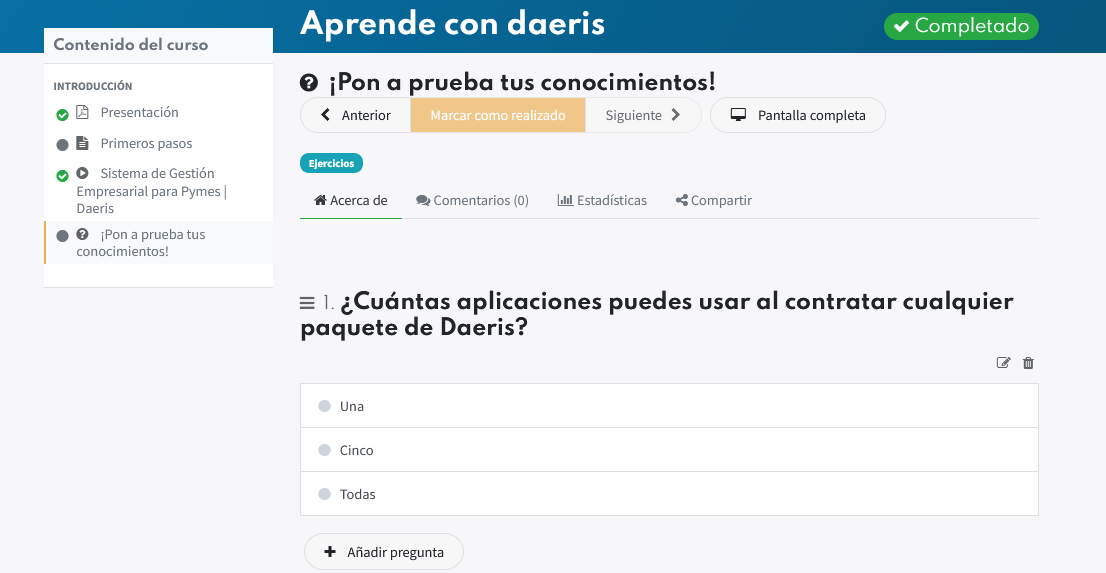 Aprende con daeris
Completado
Contenido del curso
INTRODUCCIÓN
Presentación
Primeros pasos
Sistema de Gestión
Empresarial para Pymes |
Daeris
¡Pon a prueba tus
conocimientos!
¡Pon a prueba tus conocimientos!
Anterior
Marcar como realizado
Siguiente
Pantalla completa
Ejercicios
Acerca de
Comentarios (0)
Estadísticas
Compartir
1. ¿Cuántas aplicaciones puedes usar al contratar cualquier
paquete de Daeris?
Una
Cinco
Todas
Añadir pregunta